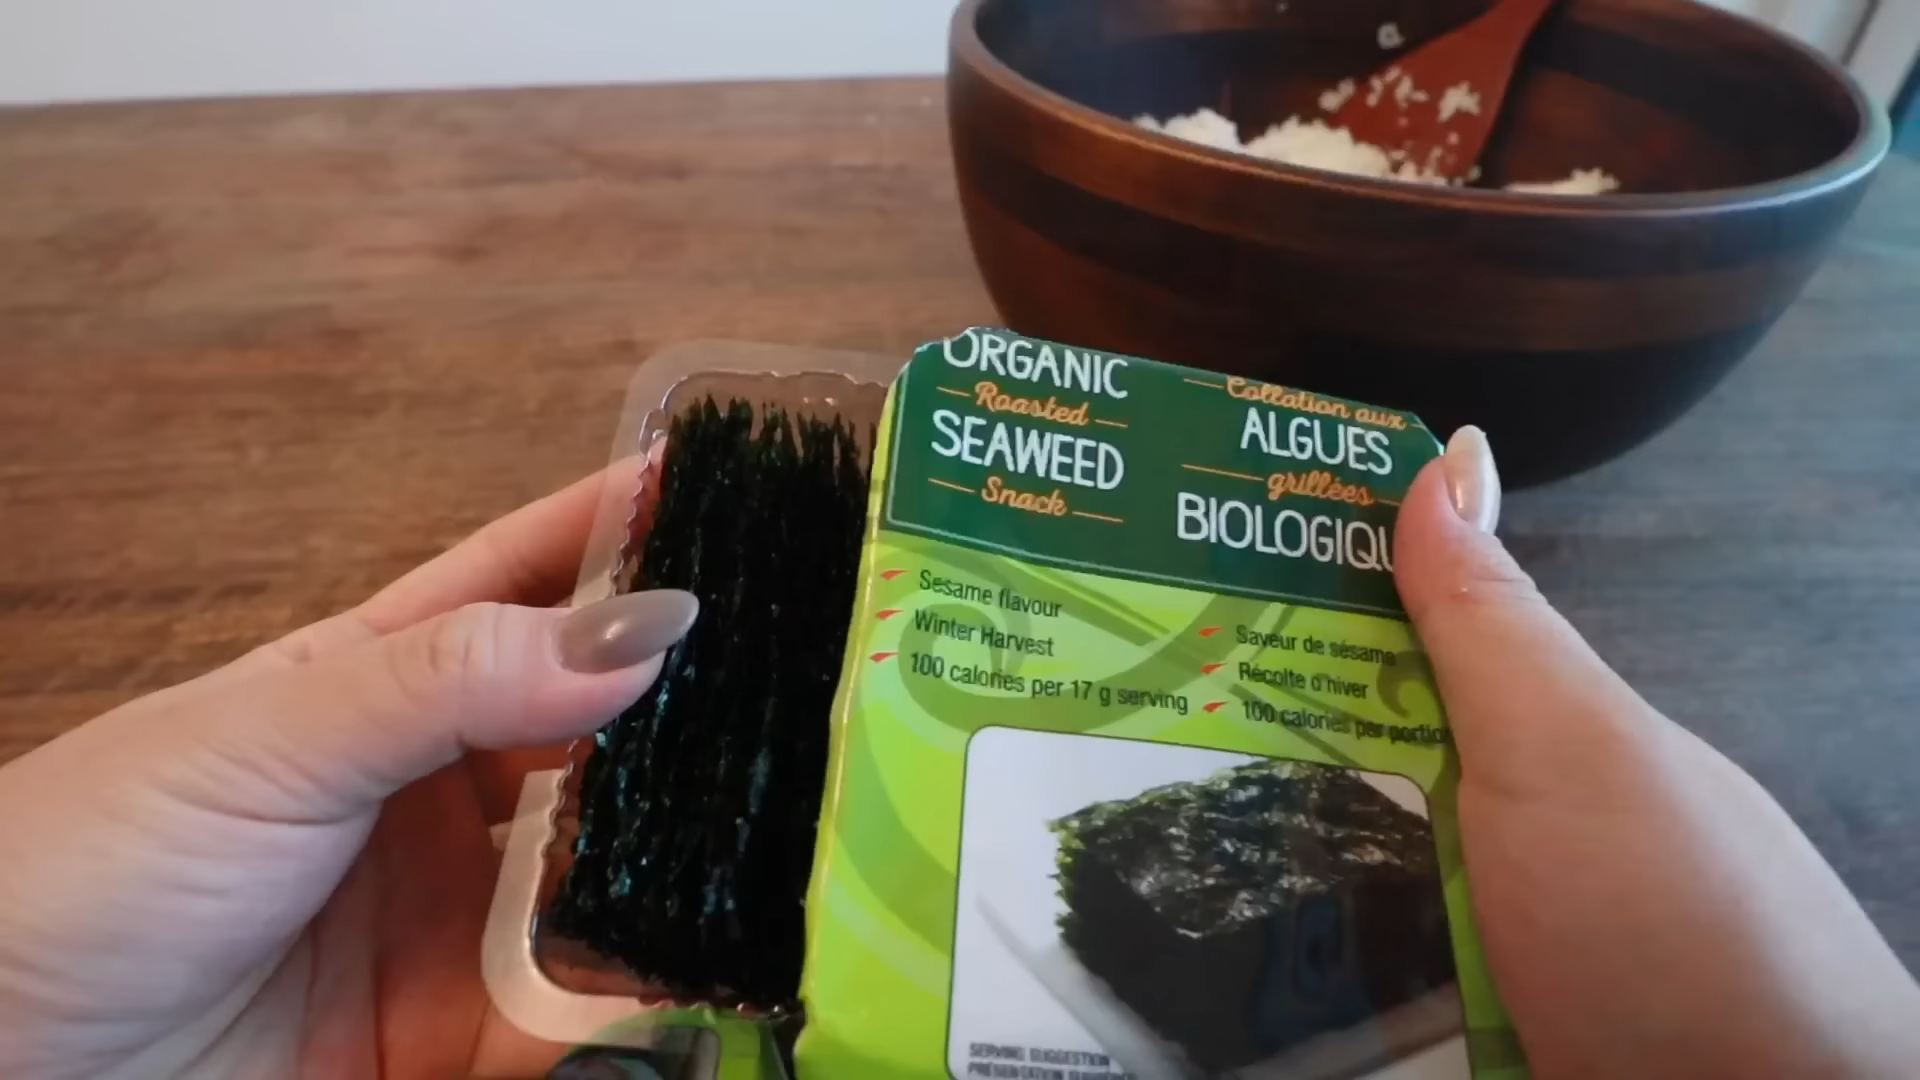 ORGANIC
Roasted
SEAWEED
Snack
Collation aux
ALGUES
grillées
BIOLOGIQU
Sesame flavour
Winter Harvest
100 calories per 17 g serving
Saveur de sésame
Récolte d'hiver
100 calories per portion
SERVING SUGGESTION
PRÉSENTATION